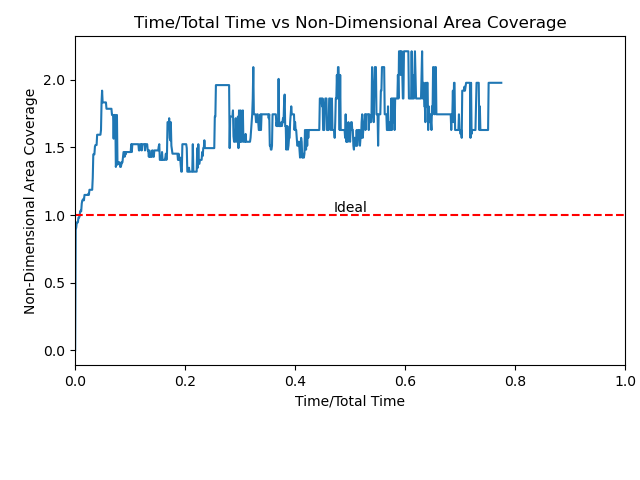 Time/Total Time vs Non-Dimensional Area Coverage
Non-Dimensional Area Coverage
2.0
1.5
1.0
0.5
0.0
Ideal
0.0 0.2 0.4 0.6 0.8 1.0
Time/Total Time